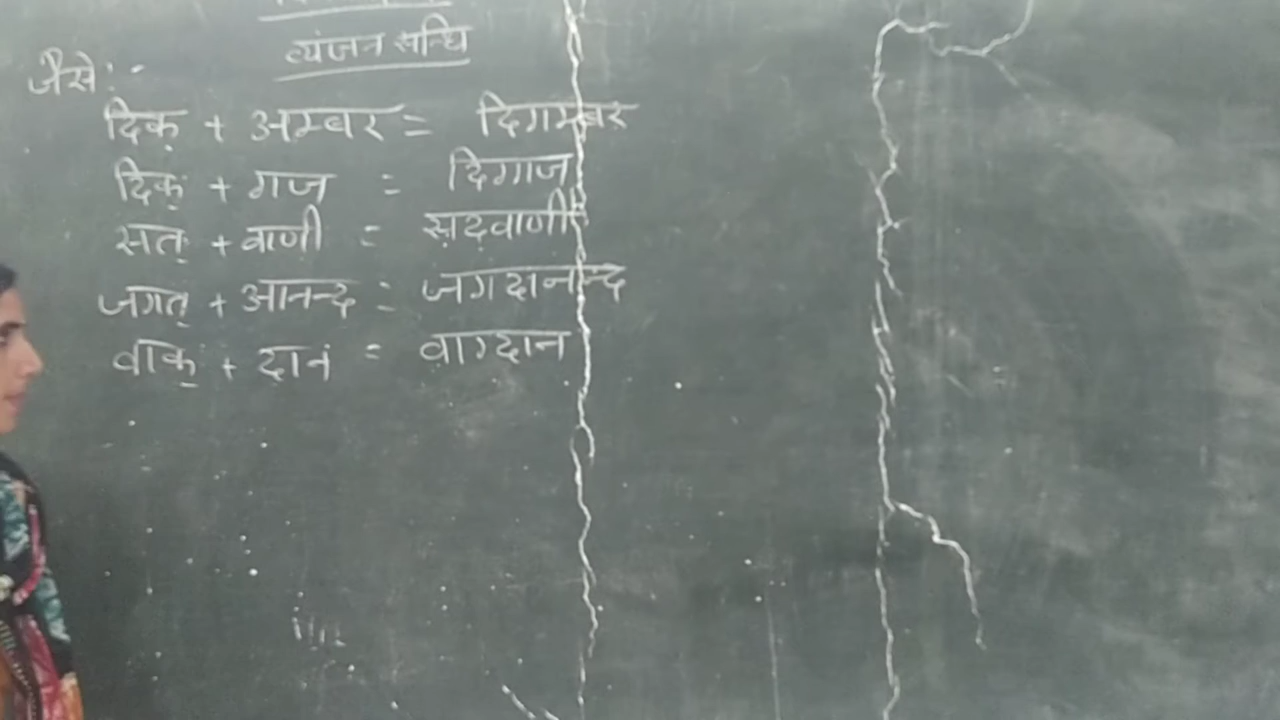 व्यंजन सन्धि
जैसे:-
दिक् + अम्बर = दिगम्बर
दिक् + गज = दिग्गज
सत् + वाणी = सद्वाणी
जगत् + आनन्द = जगदानन्द
वाक् + दान = वाग्दान